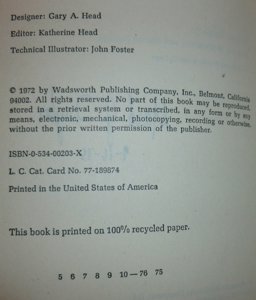 Designer: Gary A. Head
Editor: Katherine Head
Technical Illustrator: John Foster
© 1972 by Wadsworth Publishing Company, Inc., Belmont, California
94002. All rights reserved. No part of this book may be reproduced,
stored in a retrieval system or transcribed, in any form or by any
means, electronic, mechanical, photocopying, recording or otherwise,
without the prior written permission of the publisher.
ISBN-0-534-00203-X
L. C. Cat. Card No. 77-189874
Printed in the United States of America
This book is printed on 100% recycled paper.
5 6 7 8 9 10—76 75